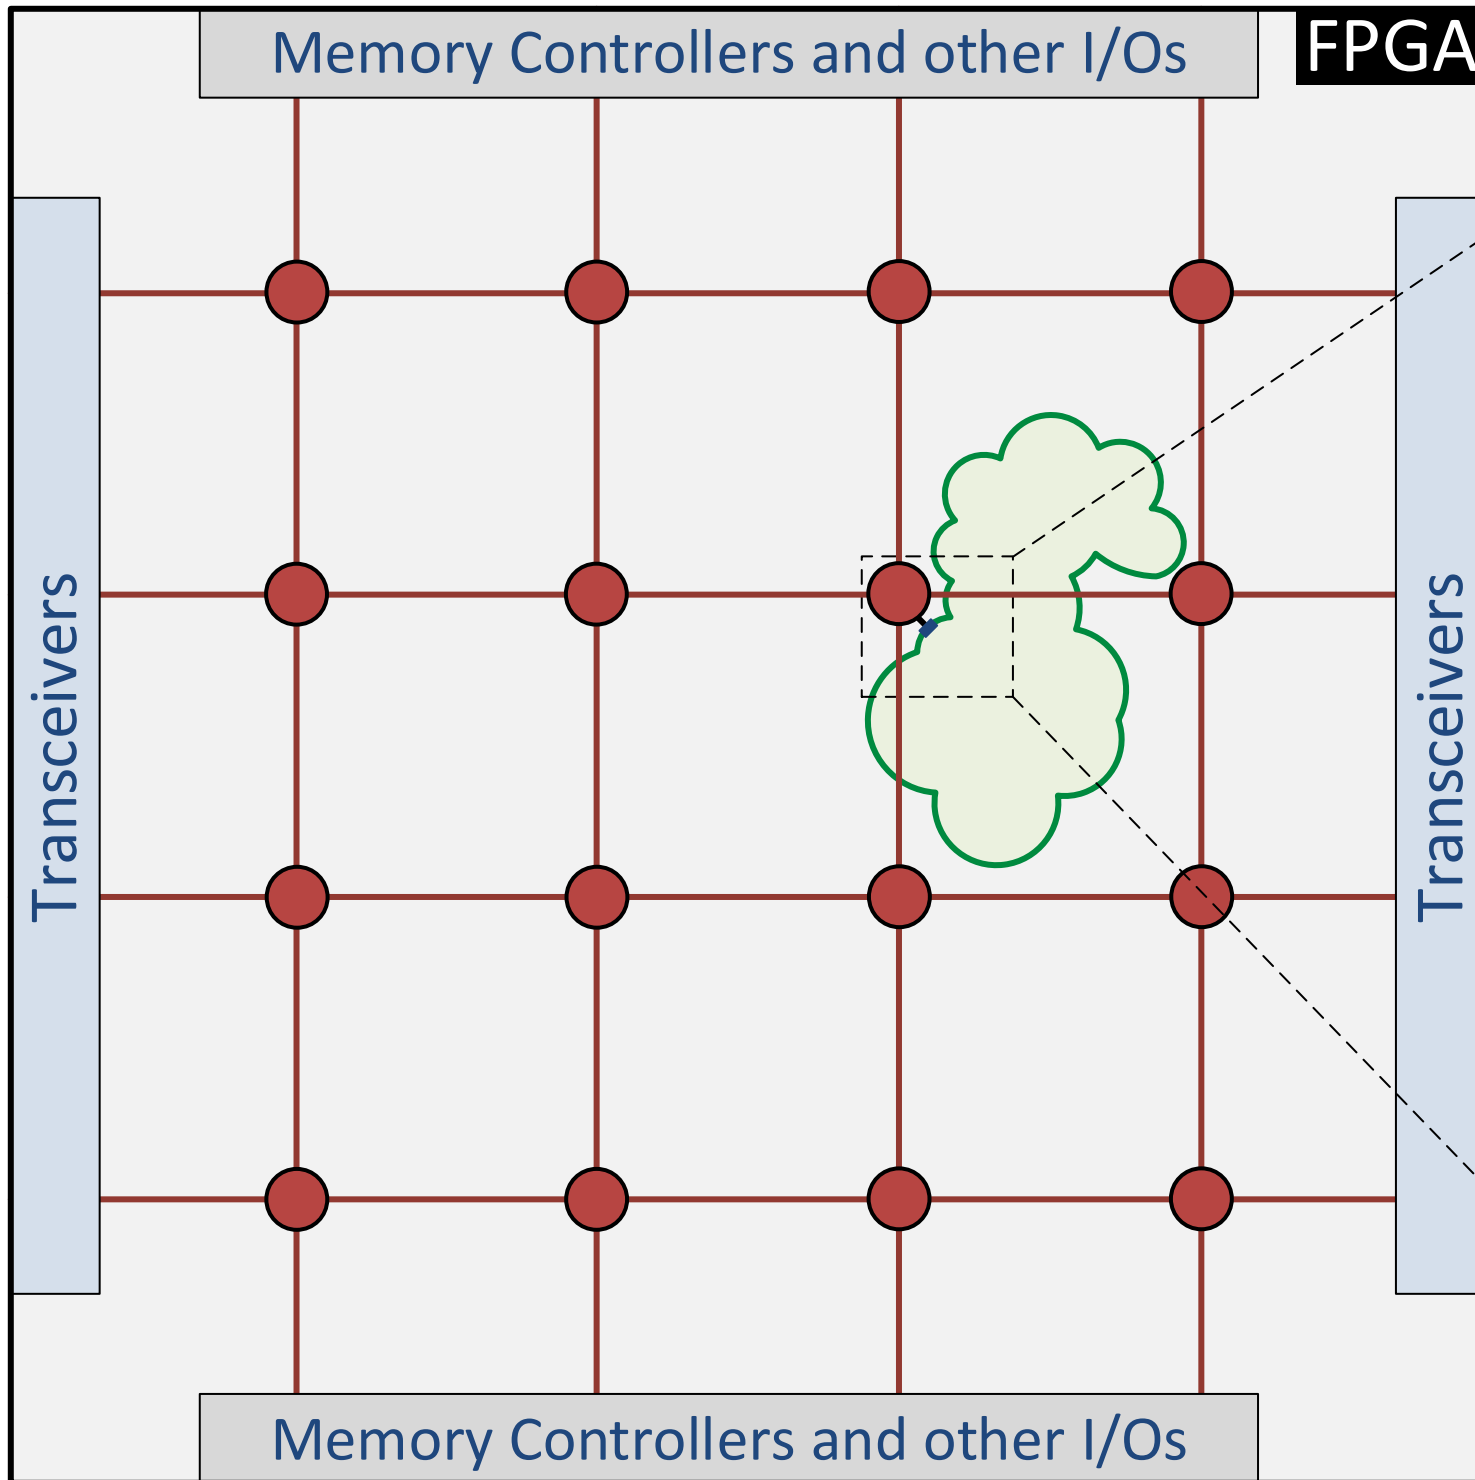 Memory Controllers and other I/Os
FPGA
Transceivers
Transceivers
Memory Controllers and other I/Os